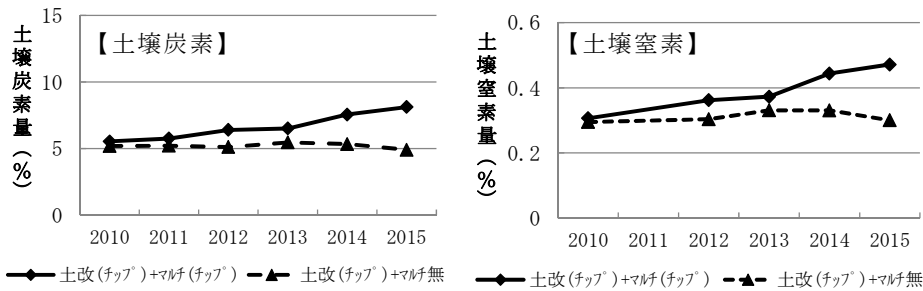 【土壌炭素】
土壌炭素量（%）
15
10
5
0
2010 2011 2012 2013 2014 2015
土改(ﾁｯﾌﾟ)+ﾏﾙﾁ(ﾁｯﾌﾟ) 土改(ﾁｯﾌﾟ)+ﾏﾙﾁ無
【土壌窒素】
土壌窒素量（%）
0.6
0.4
0.2
0
2010 2011 2012 2013 2014 2015
土改(ﾁｯﾌﾟ)+ﾏﾙﾁ(ﾁｯﾌﾟ) 土改(ﾁｯﾌﾟ)+ﾏﾙﾁ無